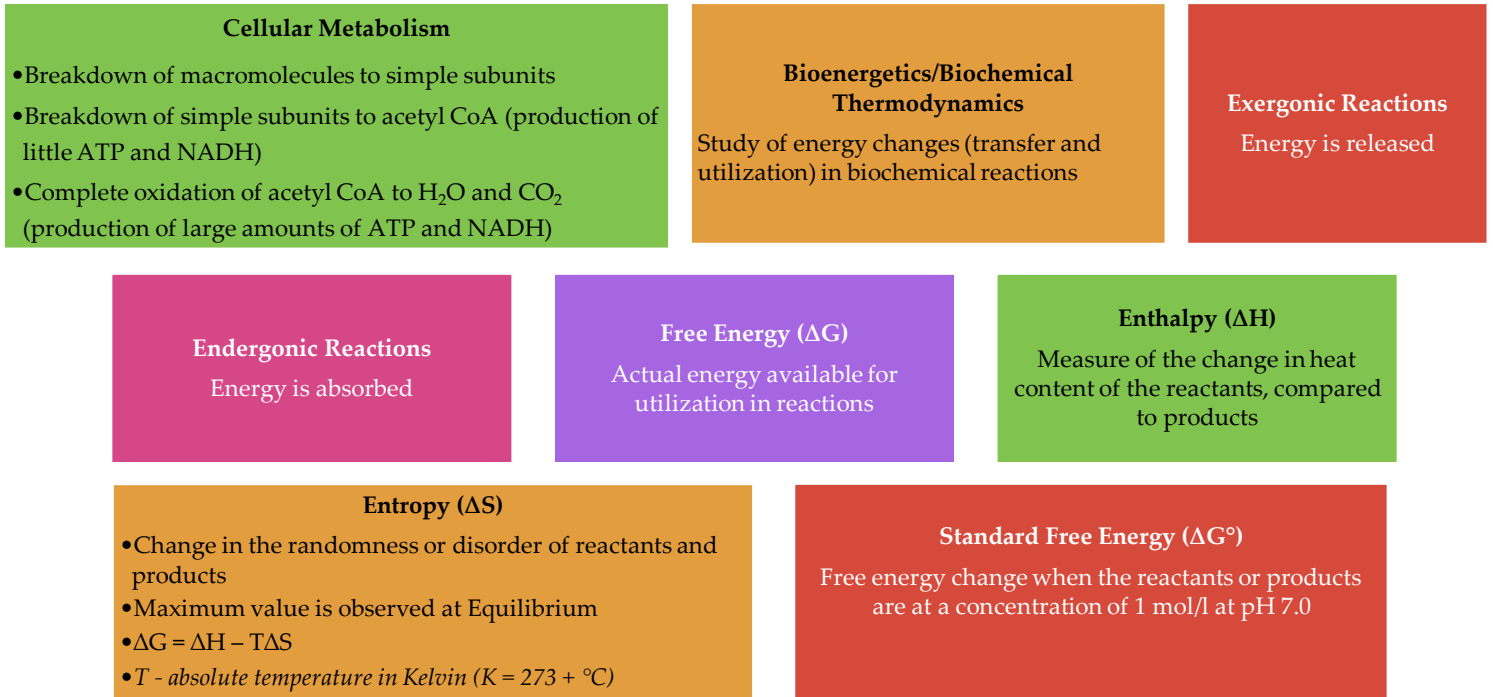 Cellular Metabolism
•Breakdown of macromolecules to simple subunits
•Breakdown of simple subunits to acetyl CoA (production of
little ATP and NADH)
•Complete oxidation of acetyl CoA to H₂O and CO₂
(production of large amounts of ATP and NADH)
Bioenergetics/Biochemical
Thermodynamics
Study of energy changes (transfer and
utilization) in biochemical reactions
Exergonic Reactions
Energy is released
Endergonic Reactions
Energy is absorbed
Free Energy (ΔG)
Actual energy available for
utilization in reactions
Enthalpy (ΔH)
Measure of the change in heat
content of the reactants, compared
to products
Entropy (ΔS)
•Change in the randomness or disorder of reactants and
products
•Maximum value is observed at Equilibrium
•ΔG = ΔH – TΔS
•T - absolute temperature in Kelvin (K = 273 + °C)
Standard Free Energy (ΔG°)
Free energy change when the reactants or products
are at a concentration of 1 mol/l at pH 7.0